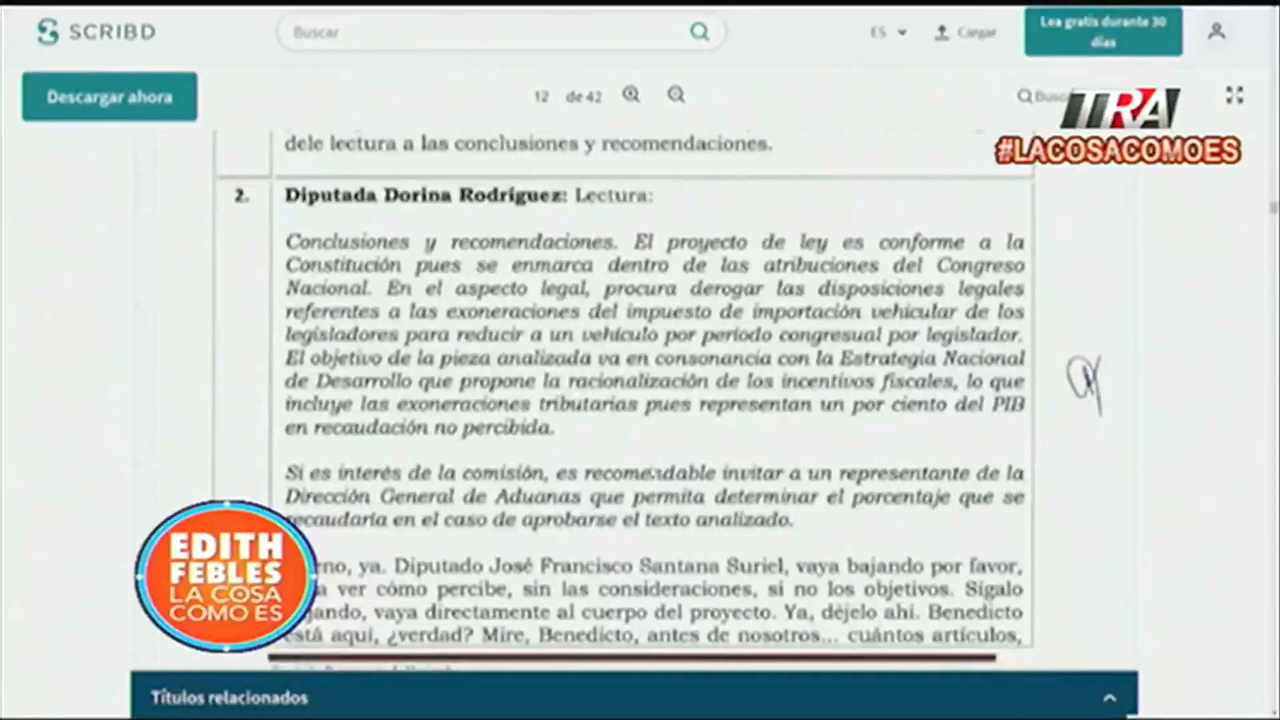 SCRIBD
Buscar
ES
Cargar
Lea gratis durante 30
días
Descargar ahora
12 de 42
TRA
#LACOSACOMOES
dele lectura a las conclusiones y recomendaciones.
2. Diputada Dorina Rodríguez: Lectura:
Conclusiones y recomendaciones. El proyecto de ley es conforme a la
Constitución pues se enmarca dentro de las atribuciones del Congreso
Nacional. En el aspecto legal, procura derogar las disposiciones legales
referentes a las exoneraciones del impuesto de importación vehicular de los
legisladores para reducir a un vehículo por período congresual por legislador.
El objetivo de la pieza analizada va en consonancia con la Estrategia Nacional
de Desarrollo que propone la racionalización de los incentivos fiscales, lo que
incluye las exoneraciones tributarias pues representan un por ciento del PIB
en recaudación no percibida.
Si es interés de la comisión, es recomendable invitar a un representante de la
Dirección General de Aduanas que permita determinar el porcentaje que se
recaudaría en el caso de aprobarse el texto analizado.
ya. Diputado José Francisco Santana Suriel, vaya bajando por favor,
ver cómo percibe, sin las consideraciones, si no los objetivos. Sígalo
vaya directamente al cuerpo del proyecto. Ya, déjelo ahí. Benedicto
está aquí, ¿verdad? Mire, Benedicto, antes de nosotros... cuántos artículos,
EDITH
FEBLES
LA COSA
COMO ES
Títulos relacionados